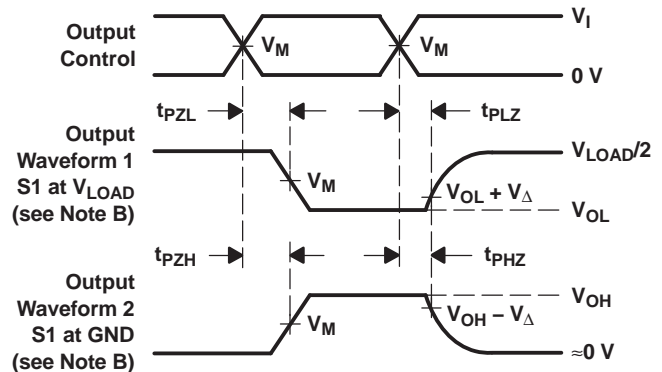 Output
Control
V_I
V_M
V_M
0 V
t_PZL
t_PLZ
Output
Waveform 1
S1 at V_LOAD
(see Note B)
V_LOAD/2
V_M
V_OL + V_Δ
V_OL
t_PZH
t_PHZ
Output
Waveform 2
S1 at GND
(see Note B)
V_OH
V_M
V_OH − V_Δ
≈0 V